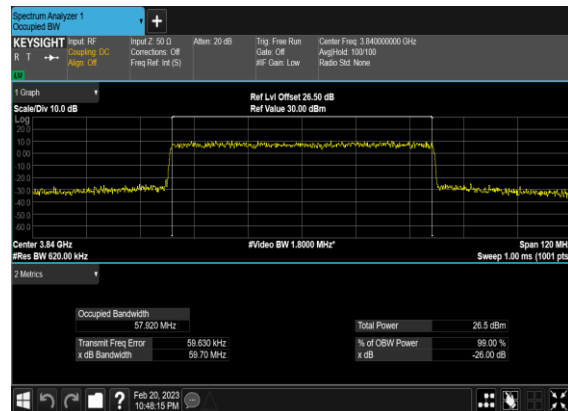 Spectrum Analyzer 1
Occupied BW
+
KEYSIGHT Input: RF Input Z: 50 Ω Atten: 20 dB Trig: Free Run Center Freq: 3.840000000 GHz
R T Coupling: DC Corrections: Off Gate: Off Avg|Hold: 100/100
Align: Off Freq Ref: Int (S) #IF Gain: Low Radio Std: None
LW
1 Graph
Ref Lvl Offset 26.50 dB
Scale/Div 10.0 dB Ref Value 30.00 dBm
Log
20.0
10.0
0.00
-10.0
-20.0
-30.0
-40.0
-50.0
-60.0
Center 3.84 GHz #Video BW 1.8000 MHz* Span 120 MH
#Res BW 620.00 kHz Sweep 1.00 ms (1001 pts
2 Metrics
Occupied Bandwidth
57.920 MHz Total Power 26.5 dBm
Transmit Freq Error 59.630 kHz % of OBW Power 99.00 %
x dB Bandwidth 59.70 MHz x dB -26.00 dB
? Feb 20, 2023
10:48:15 PM